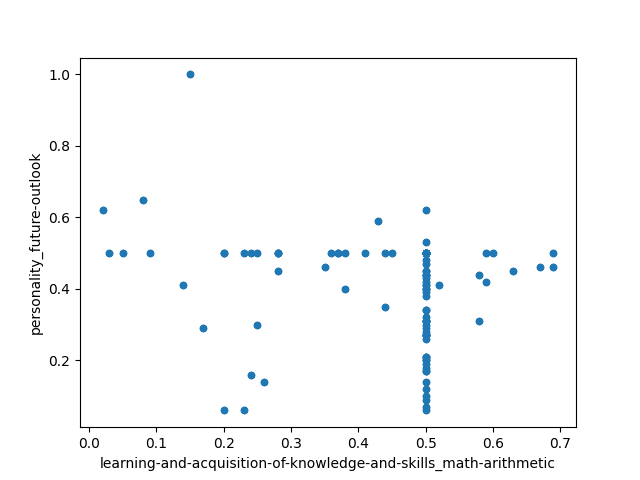 1.0
0.8
0.6
0.4
0.2
personality_future-outlook
0.0 0.1 0.2 0.3 0.4 0.5 0.6 0.7
learning-and-acquisition-of-knowledge-and-skills_math-arithmetic